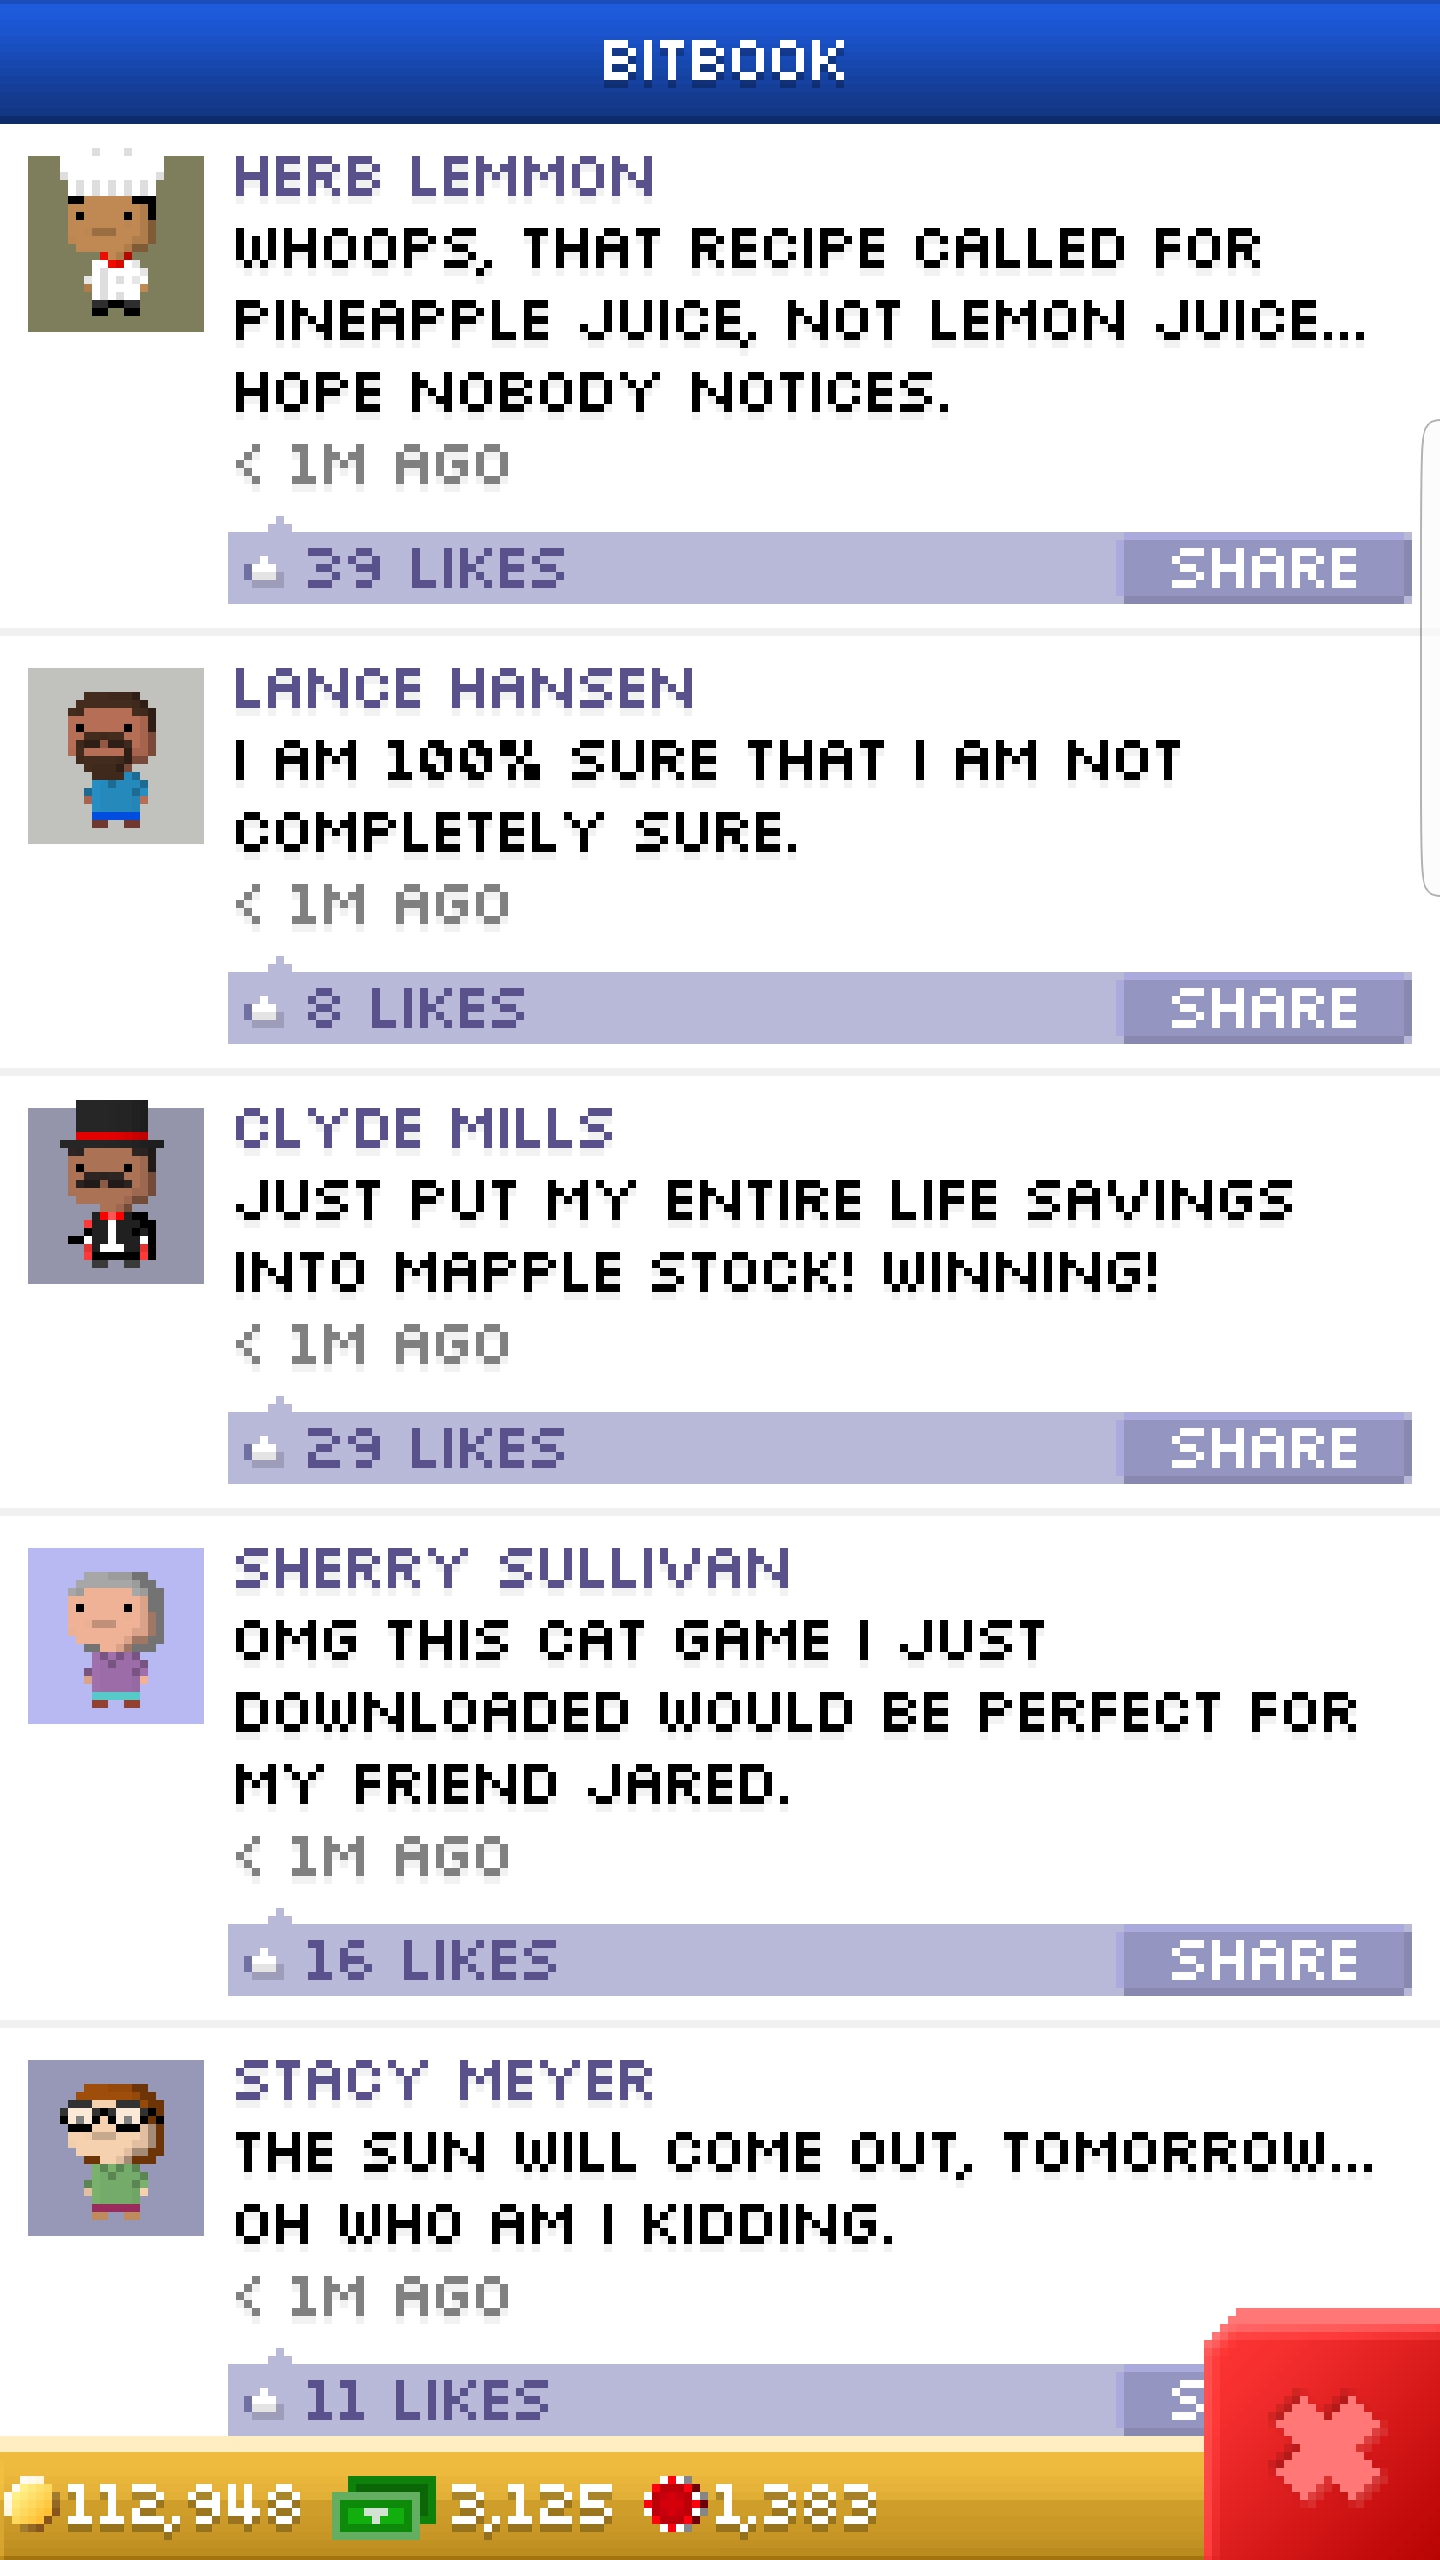 BITBOOK
HERB LEMMON
WHOOPS, THAT RECIPE CALLED FOR
PINEAPPLE JUICE, NOT LEMON JUICE...
HOPE NOBODY NOTICES.
< 1M AGO
39 LIKES SHARE
LANCE HANSEN
I AM 100% SURE THAT I AM NOT
COMPLETELY SURE.
< 1M AGO
8 LIKES SHARE
CLYDE MILLS
JUST PUT MY ENTIRE LIFE SAVINGS
INTO MAPPLE STOCK! WINNING!
< 1M AGO
29 LIKES SHARE
SHERRY SULLIVAN
OMG THIS CAT GAME I JUST
DOWNLOADED WOULD BE PERFECT FOR
MY FRIEND JARED.
< 1M AGO
16 LIKES SHARE
STACY MEYER
THE SUN WILL COME OUT, TOMORROW...
OH WHO AM I KIDDING.
< 1M AGO
11 LIKES S
112,948 3,125 1,383